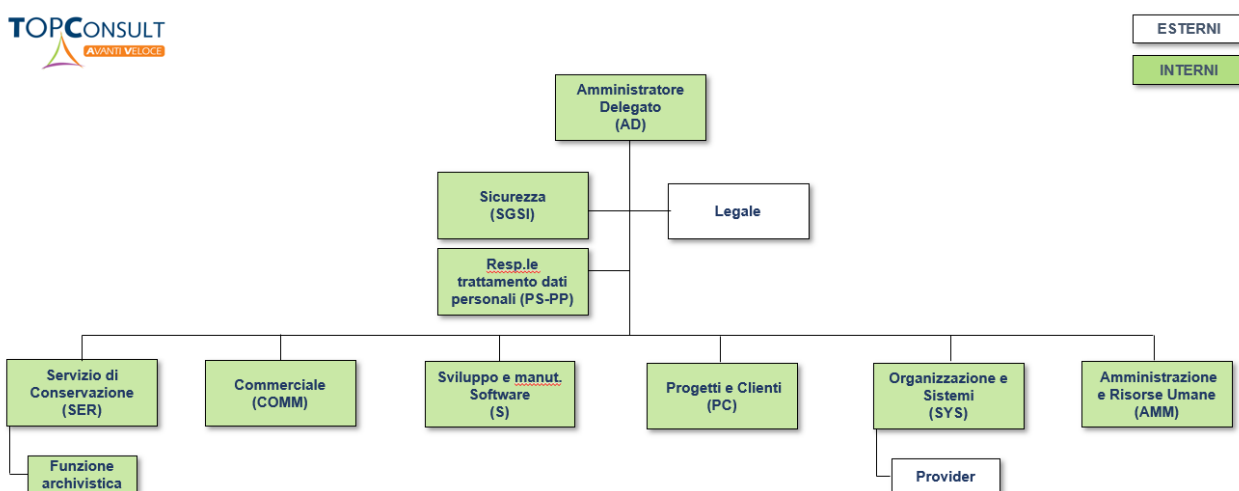 TOPCONSULT
AVANTI VELOCE
ESTERNI
INTERNI
Amministratore
Delegato
(AD)
Sicurezza
(SGSI)
Legale
Resp.le
trattamento dati
personali (PS-PP)
Servizio di
Conservazione
(SER)
Commerciale
(COMM)
Sviluppo e manut.
Software
(S)
Progetti e Clienti
(PC)
Organizzazione e
Sistemi
(SYS)
Amministrazione
e Risorse Umane
(AMM)
Funzione
archivistica
Provider